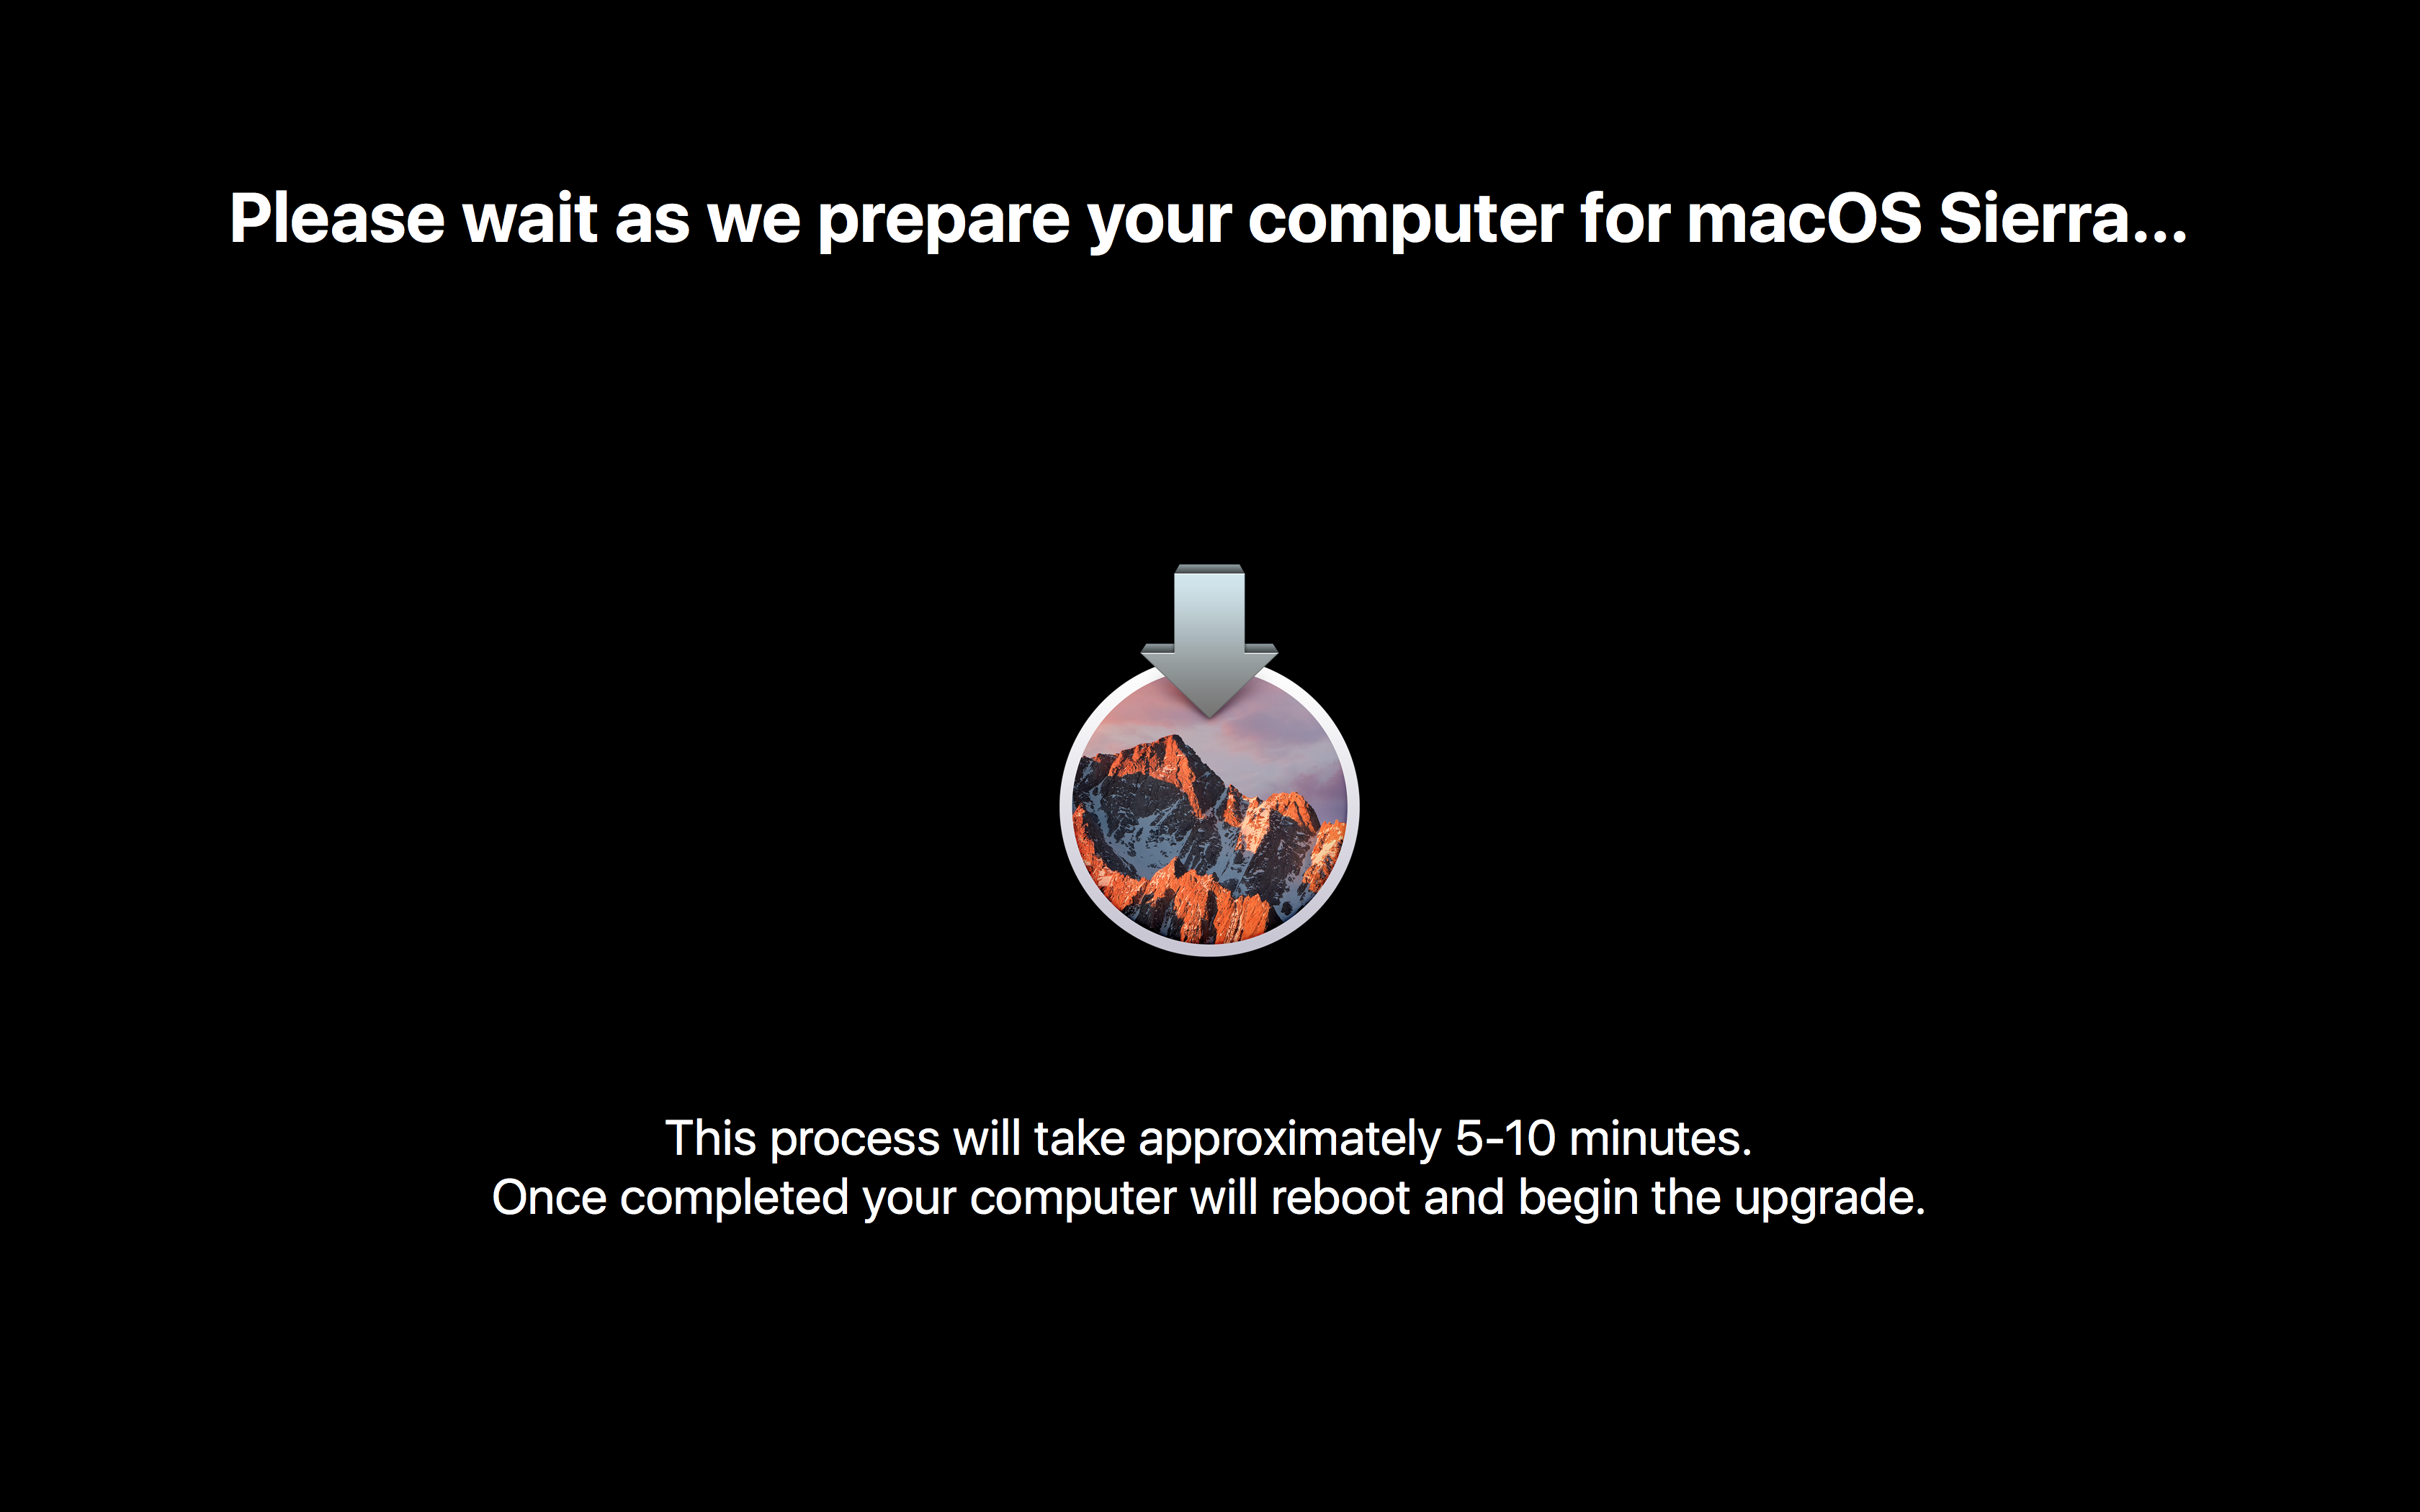 Please wait as we prepare your computer for macOS Sierra...
This process will take approximately 5-10 minutes.
Once completed your computer will reboot and begin the upgrade.